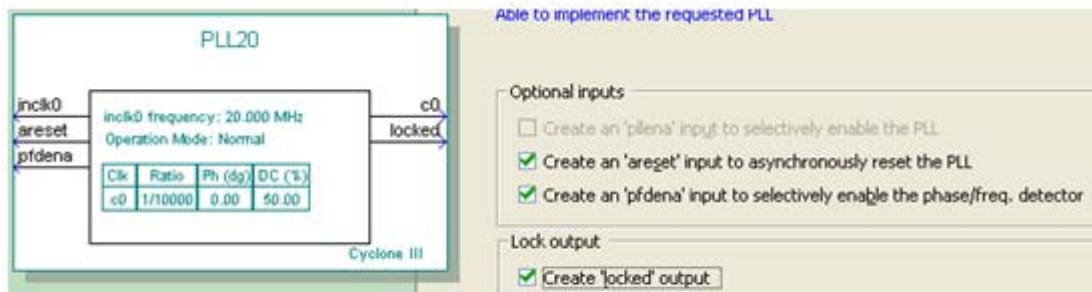 PLL20
inclk0
areset
pfdena
inclk0 frequency: 20.000 MHz
Operation Mode: Normal
Clk Ratio Ph (dg) DC (%)
c0 1/10000 0.00 50.00
c0
locked
Cyclone III
Able to implement the requested PLL
Optional inputs
Create an 'pllena' input to selectively enable the PLL
Create an 'areset' input to asynchronously reset the PLL
Create an 'pfdena' input to selectively enable the phase/freq. detector
Lock output
Create 'locked' output